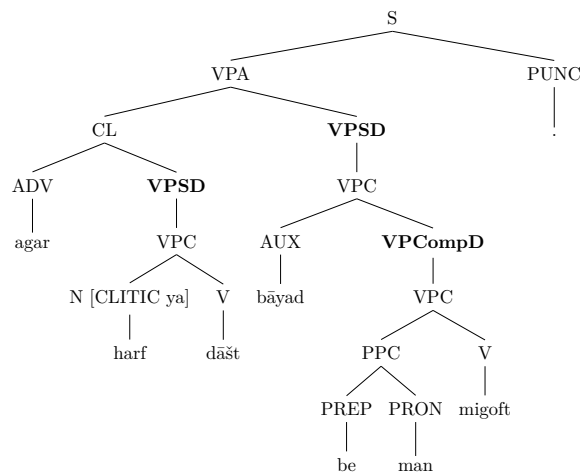 S
VPA PUNC
CL VPSD .
ADV VPSD VPC
agar VPC AUX VPCompD
N [CLITIC ya] V bāyad VPC
harf dāšt PPC V
PREP PRON migoft
be man